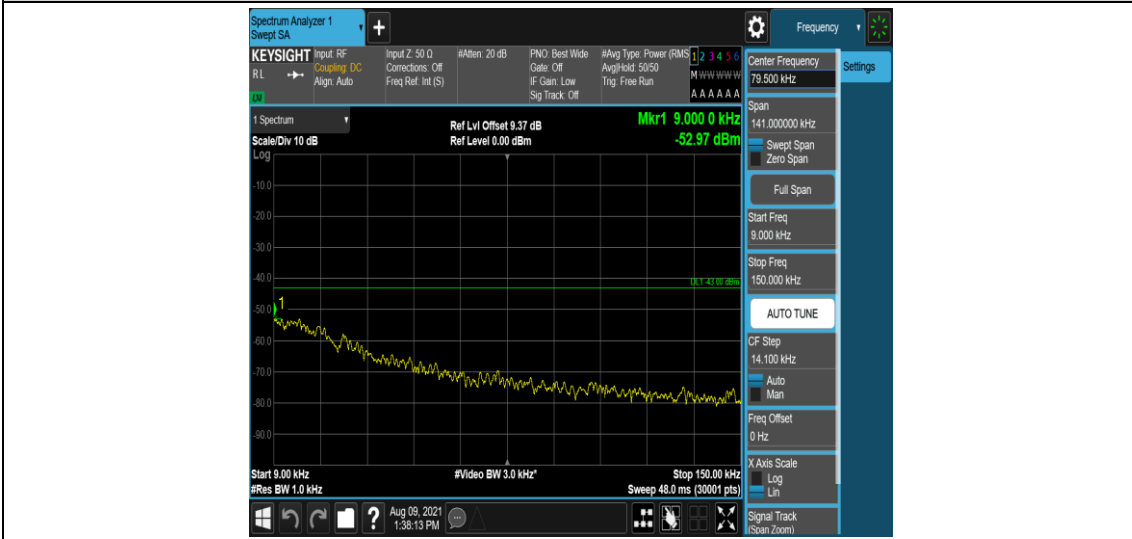 Spectrum Analyzer 1
Swept SA
+
Frequency
KEYSIGHT
RL
Input: RF
Coupling: DC
Align: Auto
Input Z: 50 Ω
Corrections: Off
Freq Ref: Int (S)
#Atten: 20 dB
PNO: Best Wide
Gate: Off
IF Gain: Low
Sig Track: Off
#Avg Type: Power (RMS
Avg|Hold: 50/50
Trig: Free Run
1 2 3 4 5 6
M W W W W W
A A A A A A
1 Spectrum
Scale/Div 10 dB
Log
Ref Lvl Offset 9.37 dB
Ref Level 0.00 dBm
Mkr1 9.000 0 kHz
-52.97 dBm
-10.0
-20.0
-30.0
-40.0
DL1 -43.00 dBm
-50.0
1
-60.0
-70.0
-80.0
-90.0
Start 9.00 kHz
#Res BW 1.0 kHz
#Video BW 3.0 kHz*
Stop 150.00 kHz
Sweep 48.0 ms (30001 pts)
Center Frequency
79.500 kHz
Settings
Span
141.000000 kHz
Swept Span
Zero Span
Full Span
Start Freq
9.000 kHz
Stop Freq
150.000 kHz
AUTO TUNE
CF Step
14.100 kHz
Auto
Man
Freq Offset
0 Hz
X Axis Scale
Log
Lin
Signal Track
(Span Zoom)
?
Aug 09, 2021
1:38:13 PM